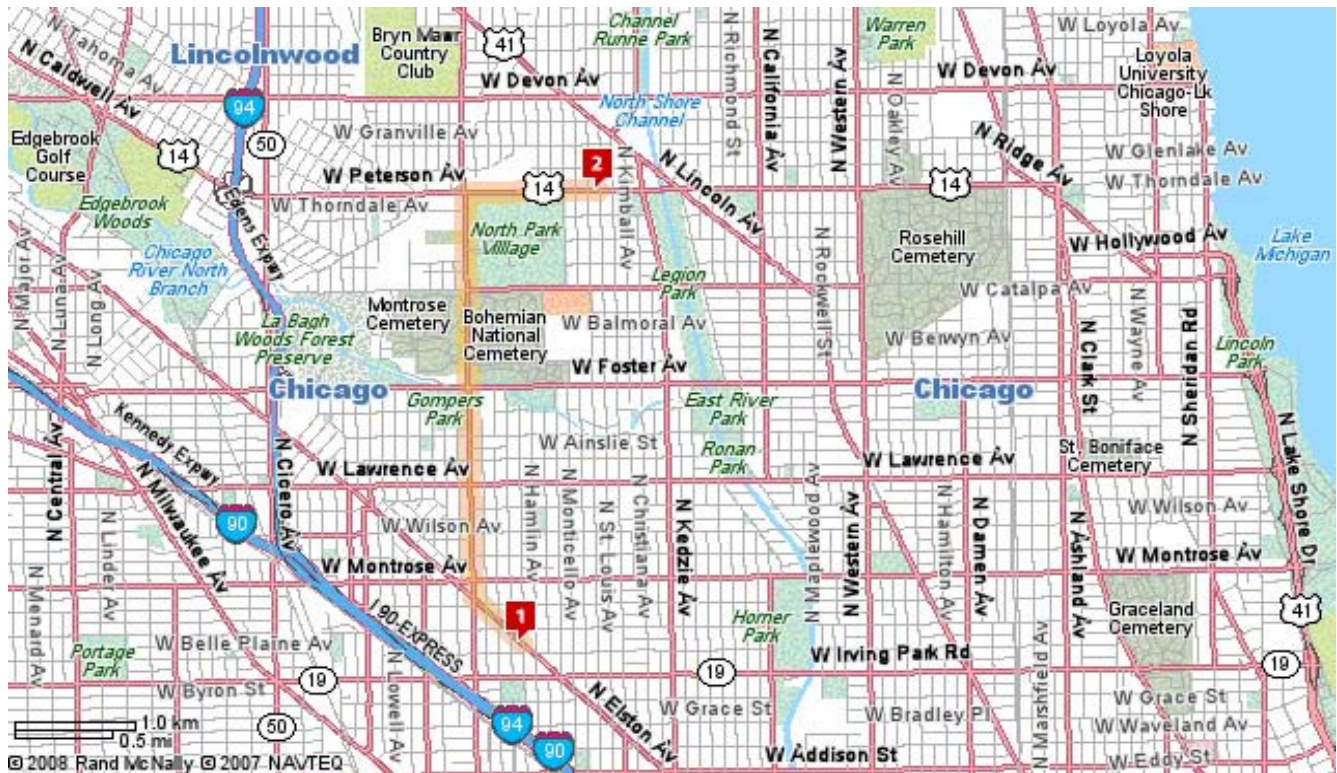 N Tahoma Av
N Caldwell Av
Lincolnwood
Bryn Mawr
Country
Club
41
Channel
Runne Park
N Richmond St
N California Av
N Western Av
Warren
Park
N Oakley Av
W Loyola Av
W Devon Av
W Devon Av
Loyola
University
Chicago-Lk
Shore
94
50
W Granville Av
North Shore
Channel
Edgebrook
Golf
Course
14
W Peterson Av
14
2
N Kimball Av
N Lincoln Av
14
N Ridge Av
W Glenlake Av
W Thorndale Av
W Thorndale Av
Edens Expwy
Edgebrook
Woods
North Park
Village
Rosehill
Cemetery
W Hollywood Av
Lake
Michigan
Chicago
River North
Branch
N Major Av
N Luna Av
N Long Av
Legion
Park
N Rockwell St
W Catalpa Av
Montrose
Cemetery
Bohemian
National
Cemetery
W Balmoral Av
La Bagh
Woods Forest
Preserve
W Berwyn Av
N Clark St
N Wayne Av
N Sheridan Rd
Lincoln
Park
W Foster Av
Chicago
Chicago
Gompers
Park
East River
Park
Kennedy Expwy
W Ainslie St
Ronan
Park
St. Boniface
Cemetery
N Lake Shore Dr
N Central Av
N Milwaukee Av
N Cicero Av
W Lawrence Av
W Lawrence Av
N Linder Av
90
W Wilson Av
N Hamlin Av
N Monticello Av
N St. Louis Av
N Christiana Av
N Kedzie Av
N Maplewood Av
N Western Av
N Hamilton Av
N Damen Av
N Ashland Av
W Wilson Av
W Montrose Av
W Montrose Av
N Menard Av
I 90-EXPRESS
1
Horner
Park
Graceland
Cemetery
41
Portage
Park
W Belle Plaine Av
W Irving Park Rd
19
19
19
W Byron St
N Lowell Av
N Elston Av
W Grace St
W Grace St
N Marshfield Av
50
94
90
W Bradley Pl
W Waveland Av
W Addison St
W Eddy St
1.0 km
0.5 mi
© 2008 Rand McNally © 2007 NAVTEQ